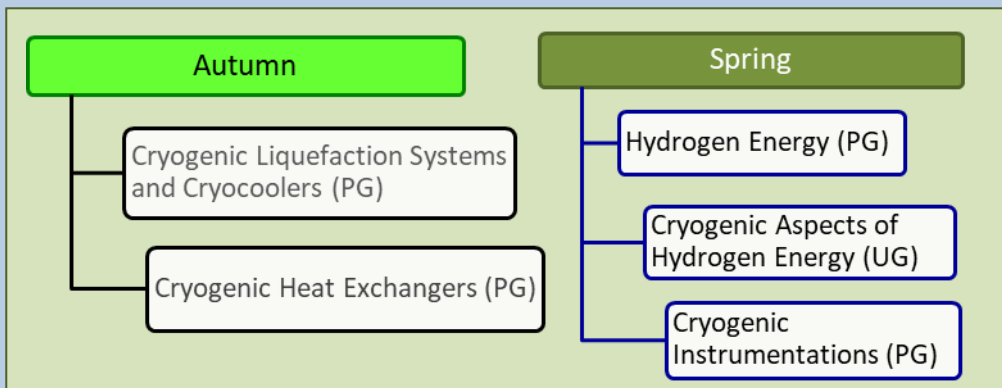 Autumn
Cryogenic Liquefaction Systems
and Cryocoolers (PG)
Cryogenic Heat Exchangers (PG)
Spring
Hydrogen Energy (PG)
Cryogenic Aspects of
Hydrogen Energy (UG)
Cryogenic
Instrumentations (PG)